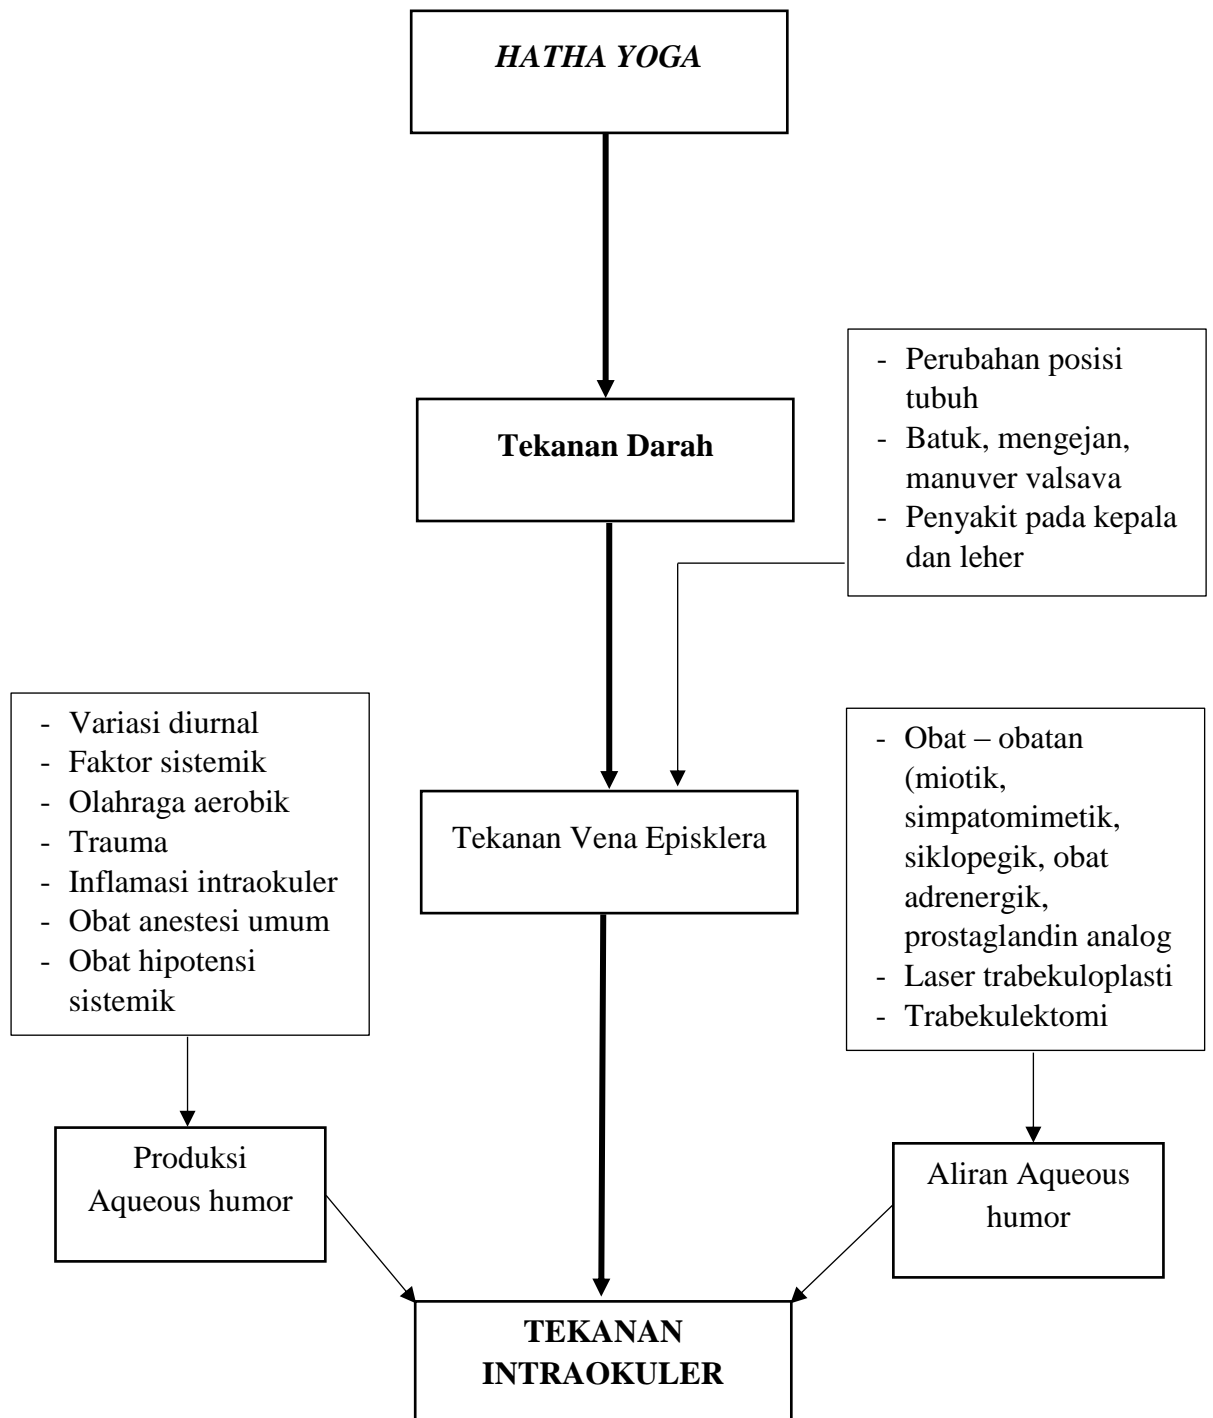 HATHA YOGA
Tekanan Darah
- Perubahan posisi
tubuh
- Batuk, mengejan,
manuver valsava
- Penyakit pada kepala
dan leher
- Variasi diurnal
- Faktor sistemik
- Olahraga aerobik
- Trauma
- Inflamasi intraokuler
- Obat anestesi umum
- Obat hipotensi
sistemik
Tekanan Vena Episklera
- Obat – obatan
(miotik,
simpatomimetik,
siklopegik, obat
adrenergik,
prostaglandin analog
- Laser trabekuloplasti
- Trabekulektomi
Produksi
Aqueous humor
Aliran Aqueous
humor
TEKANAN
INTRAOKULER